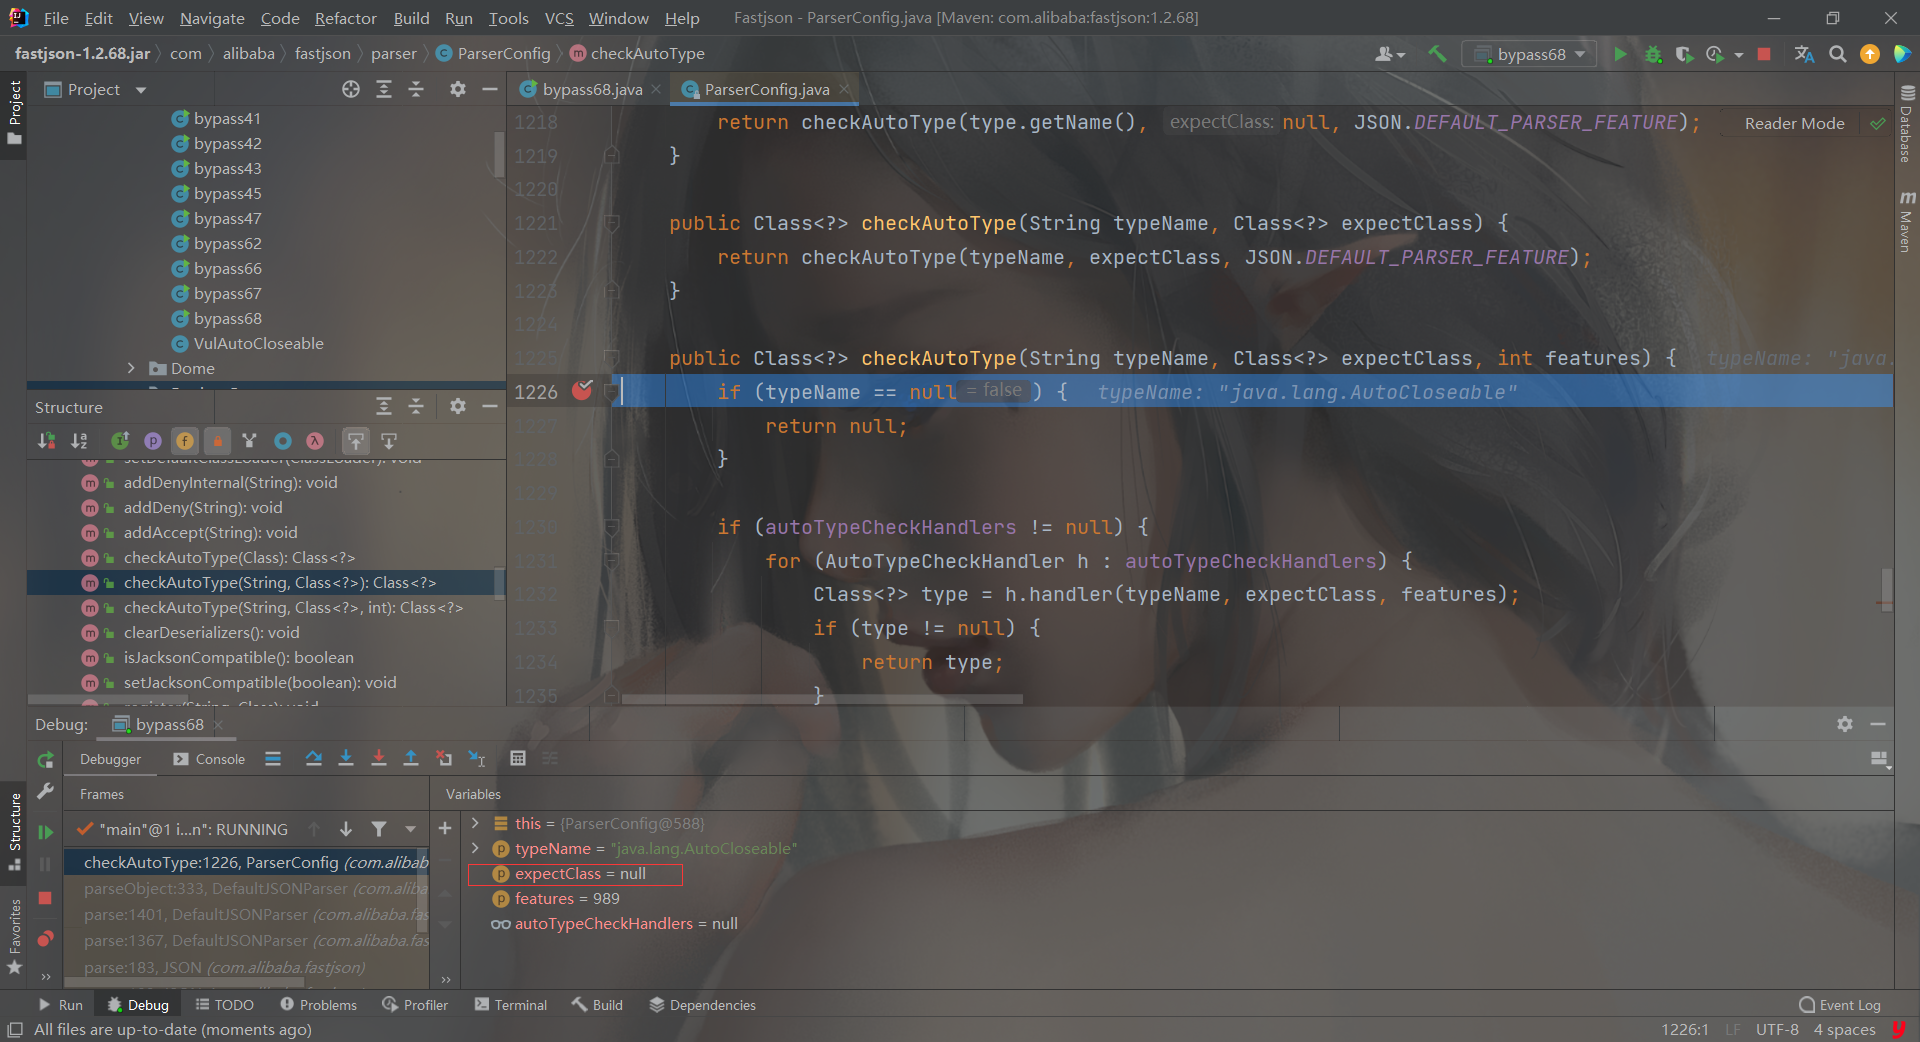 File Edit View Navigate Code Refactor Build Run Tools VCS Window Help Fastjson - ParserConfig.java [Maven: com.alibaba:fastjson:1.2.68]
fastjson-1.2.68.jar com alibaba fastjson parser ParserConfig checkAutoType
bypass68
Project
bypass68.java ParserConfig.java
Project
Database
Maven
bypass41
bypass42
bypass43
bypass45
bypass47
bypass62
bypass66
bypass67
bypass68
VulAutoCloseable
Dome
Reader Mode
1218 return checkAutoType(type.getName(), expectClass: null, JSON.DEFAULT_PARSER_FEATURE);
1219 }
1220
1221 public Class<?> checkAutoType(String typeName, Class<?> expectClass) {
1222 return checkAutoType(typeName, expectClass, JSON.DEFAULT_PARSER_FEATURE);
1223 }
1224
1225 public Class<?> checkAutoType(String typeName, Class<?> expectClass, int features) { typeName: "java.
1226 if (typeName == null = false ) { typeName: "java.lang.AutoCloseable"
return null;
1228 }
1229
1230 if (autoTypeCheckHandlers != null) {
1231 for (AutoTypeCheckHandler h : autoTypeCheckHandlers) {
1232 Class<?> type = h.handler(typeName, expectClass, features);
1233 if (type != null) {
1234 return type;
1235 }
Structure
setDefaultClassLoader(ClassLoader): void
addDenyInternal(String): void
addDeny(String): void
addAccept(String): void
checkAutoType(Class): Class<?>
checkAutoType(String, Class<?>): Class<?>
checkAutoType(String, Class<?>, int): Class<?>
clearDeserializers(): void
isJacksonCompatible(): boolean
setJacksonCompatible(boolean): void
register(String, Class): void
Debug: bypass68
Debugger Console
Frames
Variables
"main"@1 i...n": RUNNING
checkAutoType:1226, ParserConfig (com.alibab
parseObject:333, DefaultJSONParser (com.aliba
parse:1401, DefaultJSONParser (com.alibaba.fas
parse:1367, DefaultJSONParser (com.alibaba.fas
parse:183, JSON (com.alibaba.fastjson)
this = {ParserConfig@588}
typeName = "java.lang.AutoCloseable"
expectClass = null
features = 989
autoTypeCheckHandlers = null
Structure
Favorites
Run Debug TODO Problems Profiler Terminal Build Dependencies Event Log
All files are up-to-date (moments ago) 1226:1 LF UTF-8 4 spaces